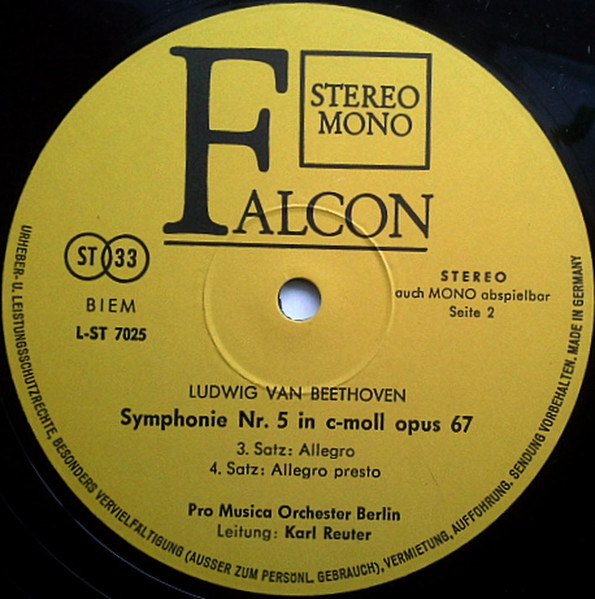 FALCON
STEREO
MONO
ST 33
BIEM
L-ST 7025
STEREO
auch MONO abspielbar
Seite 2
LUDWIG VAN BEETHOVEN
Symphonie Nr. 5 in c-moll opus 67
3. Satz: Allegro
4. Satz: Allegro presto
Pro Musica Orchester Berlin
Leitung: Karl Reuter
URHEBER- U. LEISTUNGSSCHUTZRECHTE, BESONDERS VERVIELFÄLTIGUNG (AUSSER ZUM PERSÖNL. GEBRAUCH), VERMIETUNG, AUFFÜHRUNG, SENDUNG VORBEHALTEN. MADE IN GERMANY